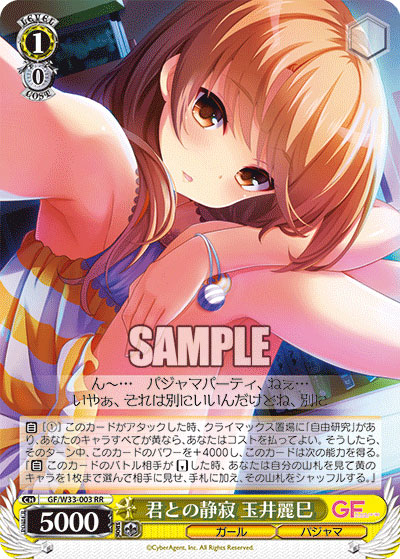 LEVEL
1
0
COST
SAMPLE
ん~… パジャマパーティ、ねぇ…
いやぁ、それは別にいいんだけどね、別に
自［①］このカードがアタックした時、クライマックス置場に「自由研究」があり、あなたのキャラすべてが黄なら、あなたはコストを払ってよい。そうしたら、
そのターン中、このカードのパワーを+4000し、このカードは次の能力を得る。
『自 このカードのバトル相手が［］した時、あなたは自分の山札を見て黄のキャラを1枚まで選んで相手に見せ、手札に加え、その山札をシャッフルする。』
CH GF/W33-003 RR
5000
君との静寂 玉井麗巳
GF
ガール
パジャマ
©CyberAgent, Inc. All Rights Reserved.